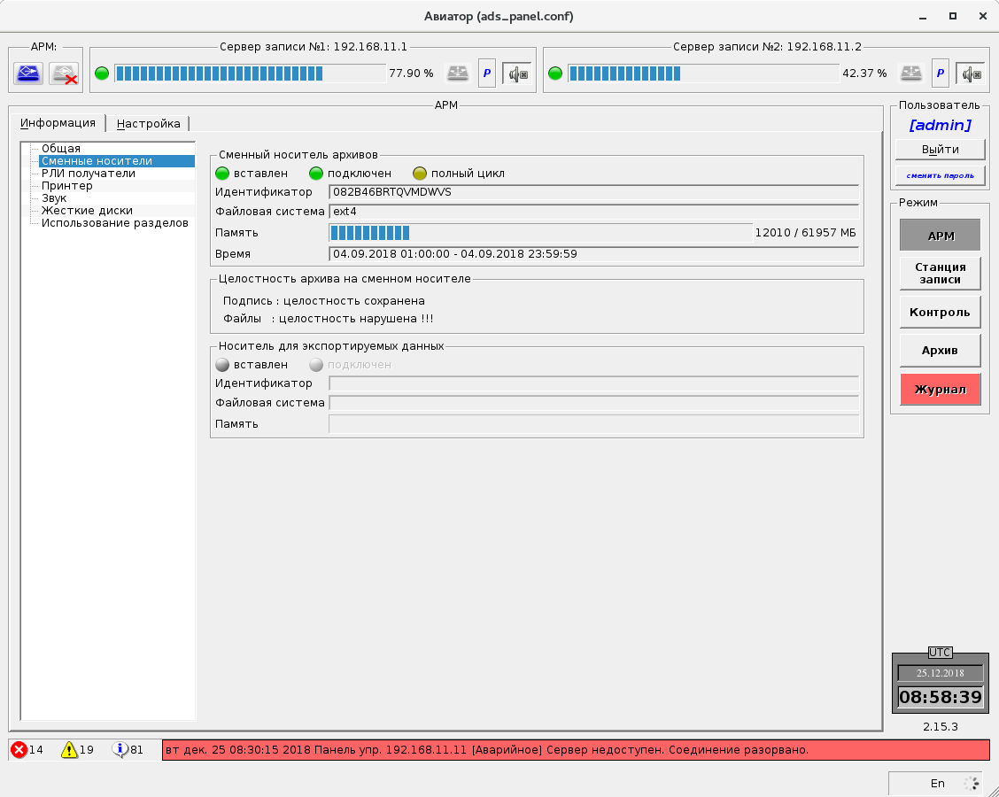 Авиатор (ads_panel.conf)
АРМ:
Сервер записи №1: 192.168.11.1
77.90 %
P
Сервер записи №2: 192.168.11.2
42.37 %
P
АРМ
Информация
Настройка
Общая
Сменные носители
РЛИ получатели
Принтер
Звук
Жесткие диски
Использование разделов
Сменный носитель архивов
вставлен подключен полный цикл
Идентификатор 082B46BRTQVMDWVS
Файловая система ext4
Память 12010 / 61957 МБ
Время 04.09.2018 01:00:00 - 04.09.2018 23:59:59
Целостность архива на сменном носителе
Подпись : целостность сохранена
Файлы : целостность нарушена !!!
Носитель для экспортируемых данных
вставлен подключен
Идентификатор
Файловая система
Память
Пользователь
[admin]
Выйти
сменить пароль
Режим
АРМ
Станция
записи
Контроль
Архив
Журнал
UTC
25.12.2018
08:58:39
2.15.3
14 19 81
вт дек. 25 08:30:15 2018 Панель упр. 192.168.11.11 [Аварийное] Сервер недоступен. Соединение разорвано.
En